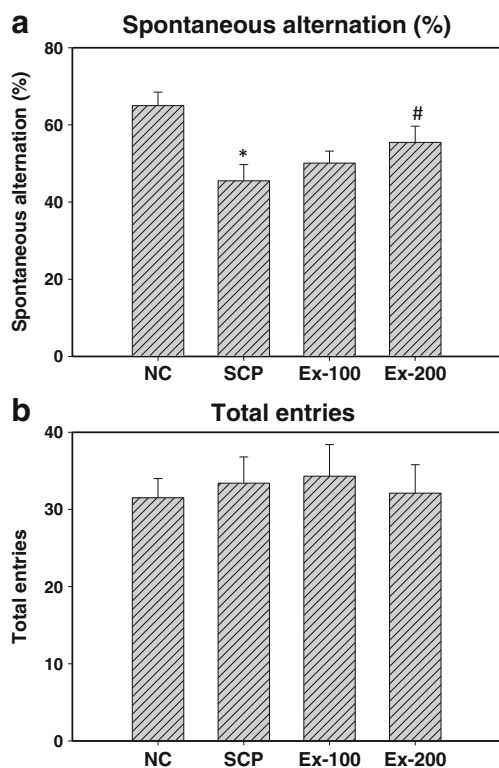 a Spontaneous alternation (%)
Spontaneous alternation (%)
80
60
40
20
0
*
#
NC SCP Ex-100 Ex-200
b Total entries
Total entries
40
30
20
10
0
NC SCP Ex-100 Ex-200